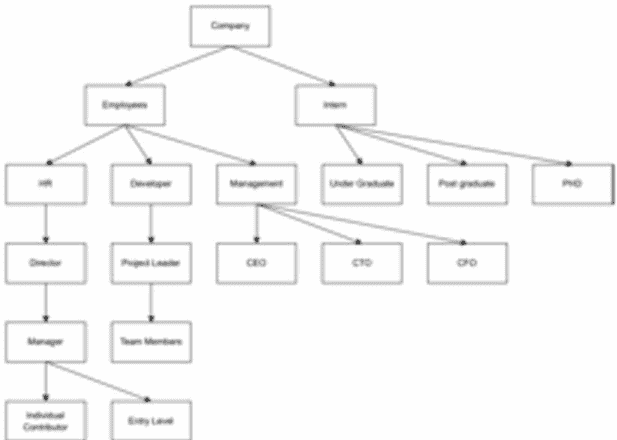 Company
Employees
Intern
HR
Developer
Management
Under Graduate
Post graduate
PHD
Director
Project Leader
CEO
CTO
CFO
Manager
Team Members
Individual
Contributor
Entry Level